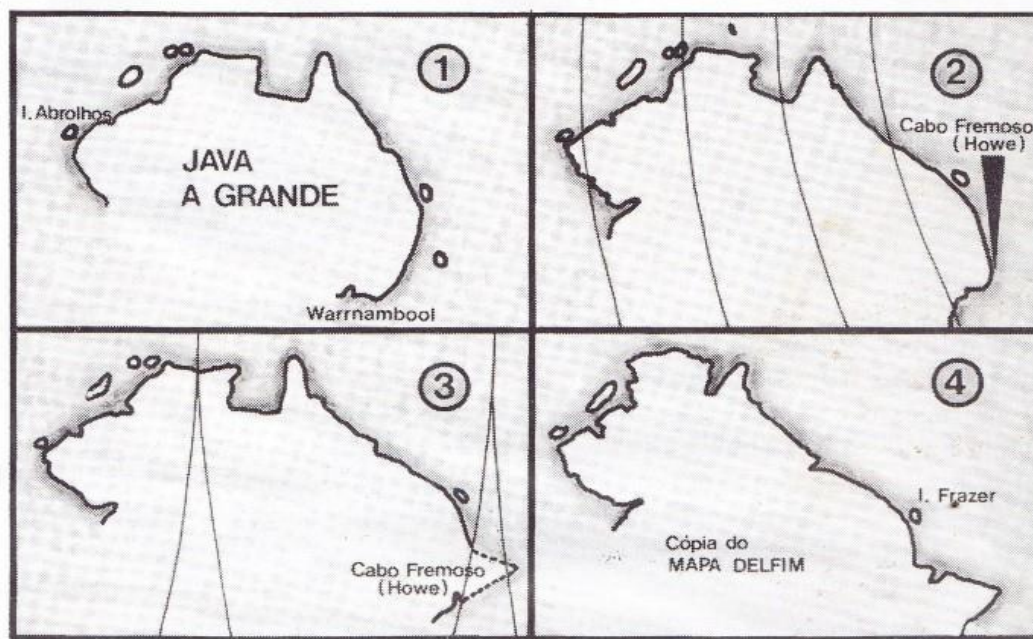 1
I. Abrolhos
JAVA
A GRANDE
Warrnambool
2
Cabo Fremoso
(Howe)
3
Cabo Fremoso
(Howe)
4
I. Frazer
Cópia do
MAPA DELFIM